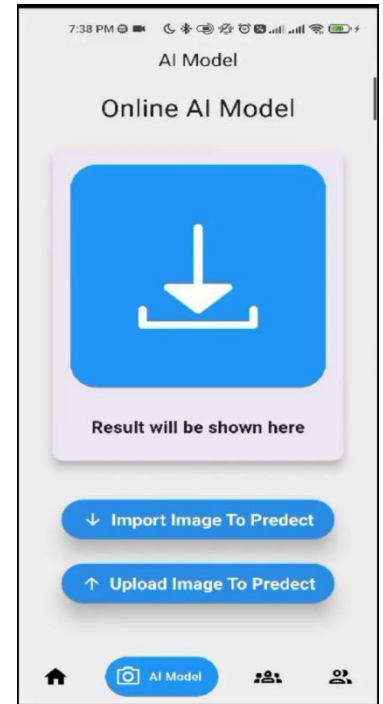 7:38 PM
AI Model
Online AI Model
Result will be shown here
Import Image To Predect
Upload Image To Predect
AI Model